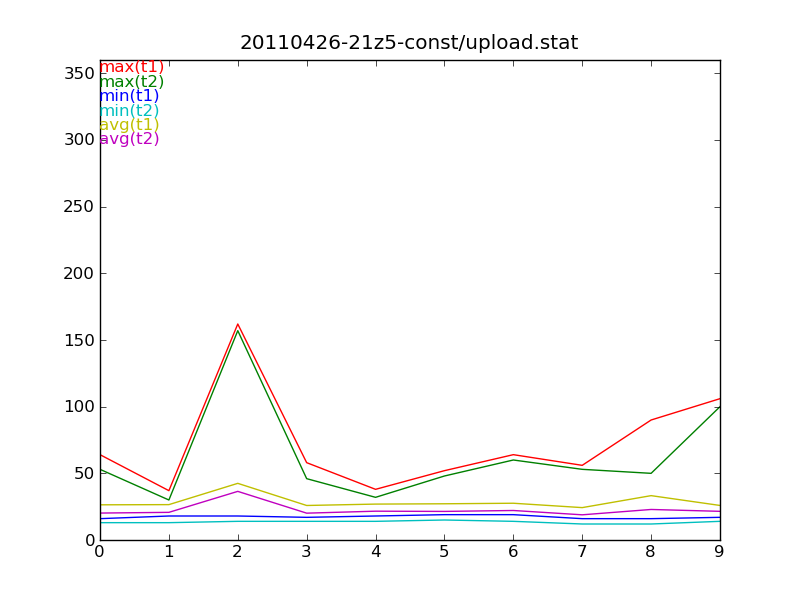 20110426-21z5-const/upload.stat
max(t1)
max(t2)
min(t1)
min(t2)
avg(t1)
avg(t2)
350
300
250
200
150
100
50
0
0 1 2 3 4 5 6 7 8 9